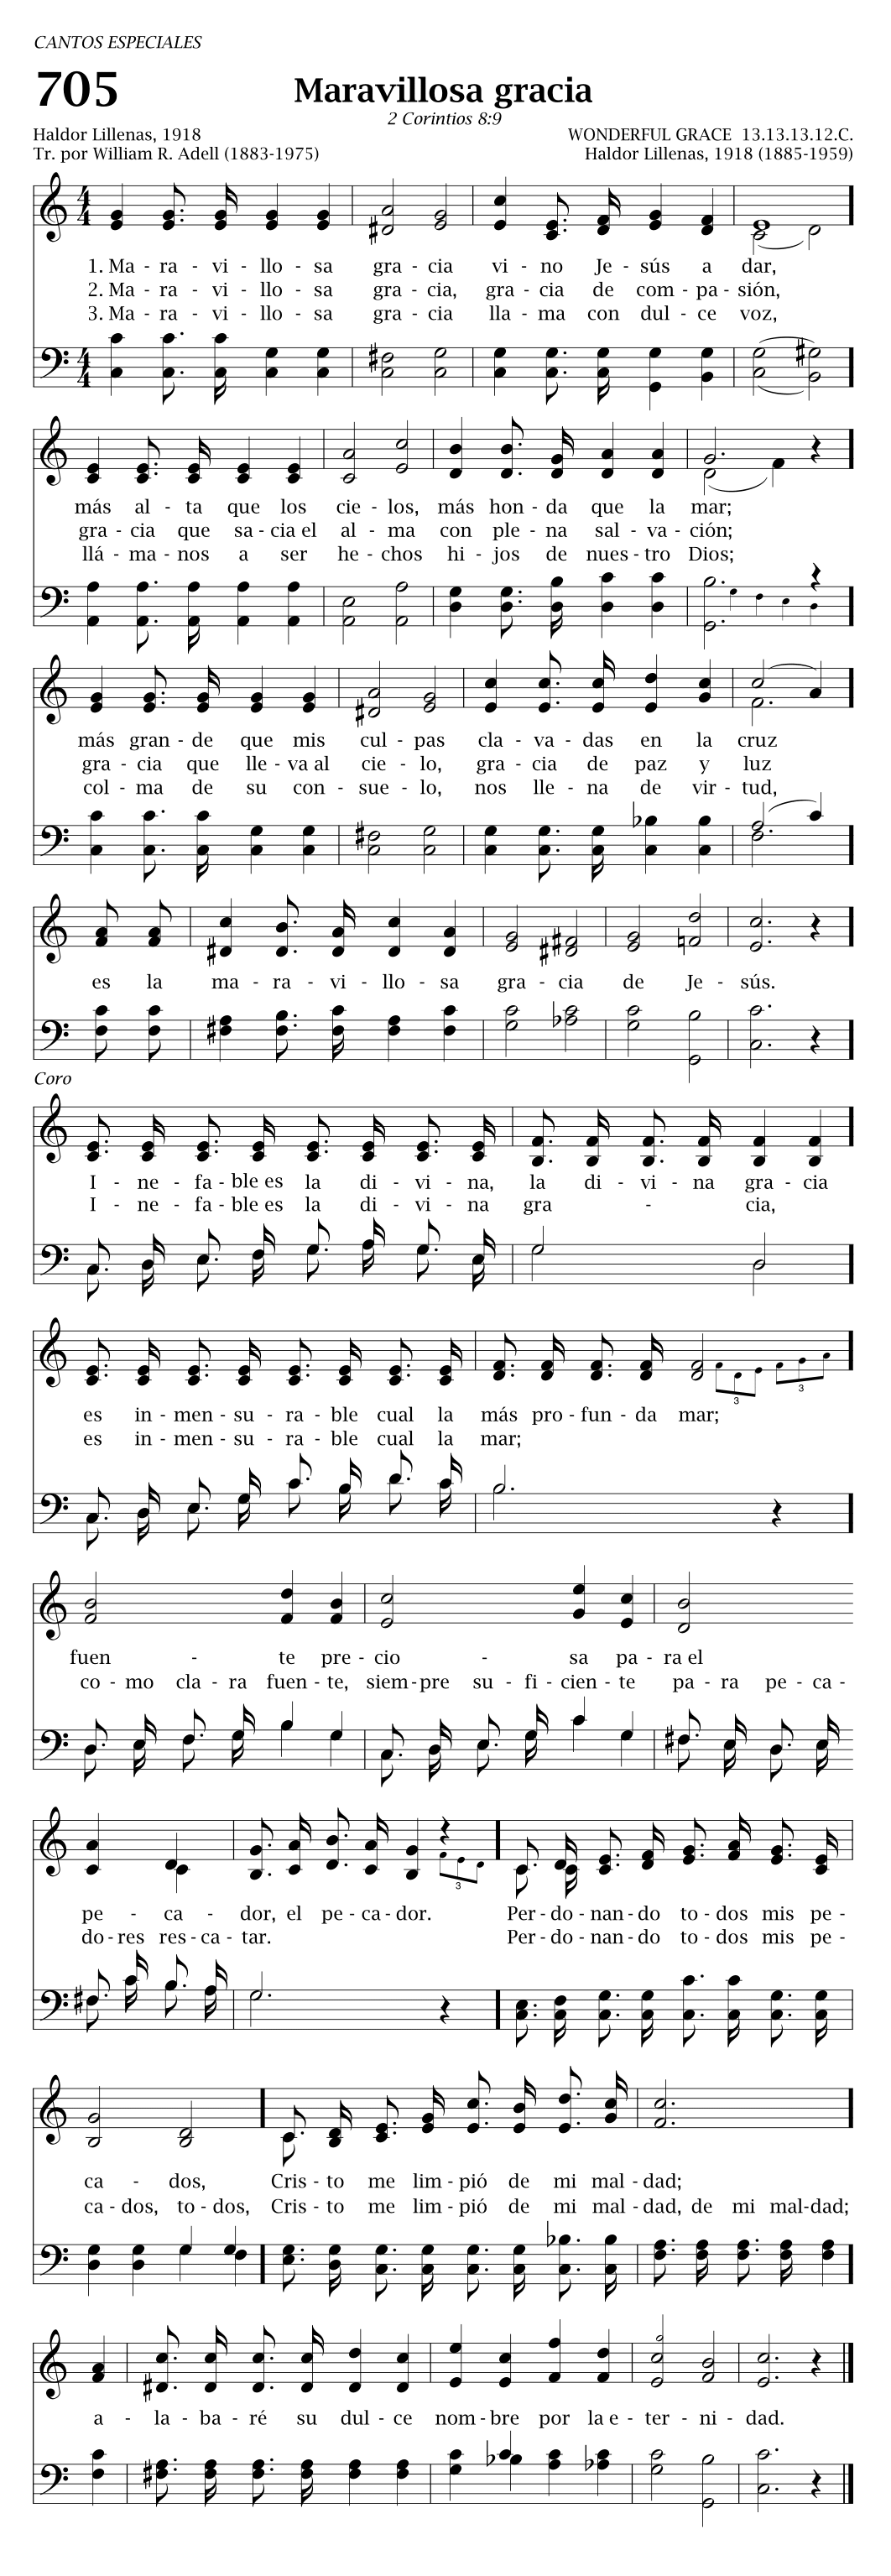 CANTOS ESPECIALES
705
Maravillosa gracia
2 Corintios 8:9
Haldor Lillenas, 1918
WONDERFUL GRACE 13.13.13.12.C.
Tr. por William R. Adell (1883-1975)
Haldor Lillenas, 1918 (1885-1959)
1. Ma - ra - vi - llo - sa gra - cia vi - no Je - sús a dar,
2. Ma - ra - vi - llo - sa gra - cia, gra - cia de com - pa - sión,
3. Ma - ra - vi - llo - sa gra - cia lla - ma con dul - ce voz,
más al - ta que los cie - los, más hon - da que la mar;
gra - cia que sa - cia el al - ma con ple - na sal - va - ción;
llá - ma - nos a ser he - chos hi - jos de nues - tro Dios;
más gran - de que mis cul - pas cla - va - das en la cruz
gra - cia que lle - va al cie - lo, gra - cia de paz y luz
col - ma de su con - sue - lo, nos lle - na de vir - tud,
es la ma - ra - vi - llo - sa gra - cia de Je - sús.
Coro
I - ne - fa - ble es la di - vi - na, la di - vi - na gra - cia
I - ne - fa - ble es la di - vi - na gra - cia,
es in - men - su - ra - ble cual la más pro - fun - da mar;
3 3
es in - men - su - ra - ble cual la mar;
fuen - te pre - cio - sa pa - ra el
co - mo cla - ra fuen - te, siem - pre su - fi - cien - te pa - ra pe - ca -
3
pe - ca - dor, el pe - ca - dor. Per - do - nan - do to - dos mis pe -
do - res res - ca - tar. Per - do - nan - do to - dos mis pe -
ca - dos, Cris - to me lim - pió de mi mal - dad;
ca - dos, to - dos, Cris - to me lim - pió de mi mal - dad, de mi mal - dad;
a - la - ba - ré su dul - ce nom - bre por la e - ter - ni - dad.